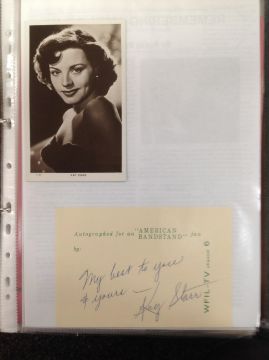 KAY STARR
Autographed for an "AMERICAN
BANDSTAND" fan
by:
My best to you
& yours —
Kay Starr
WFIL-TV CHANNEL 6